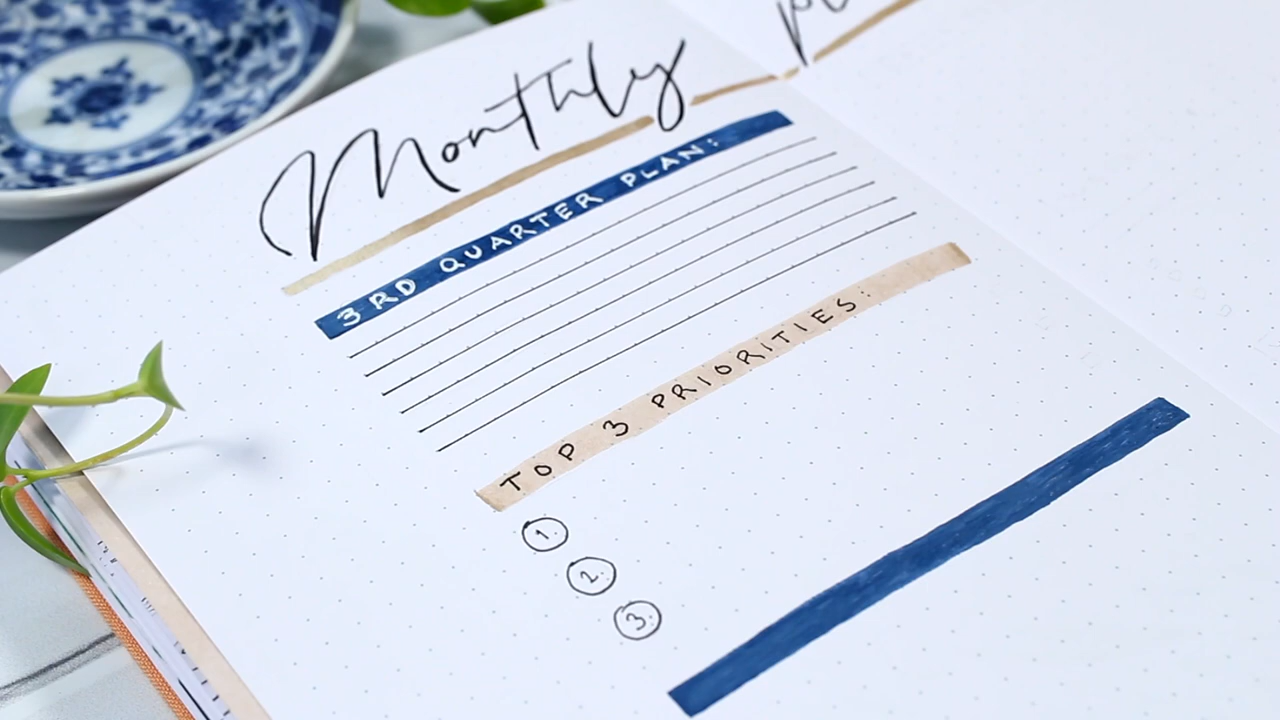 Monthly
3RD QUARTER PLAN:
TOP 3 PRIORITIES:
1.
2.
3.